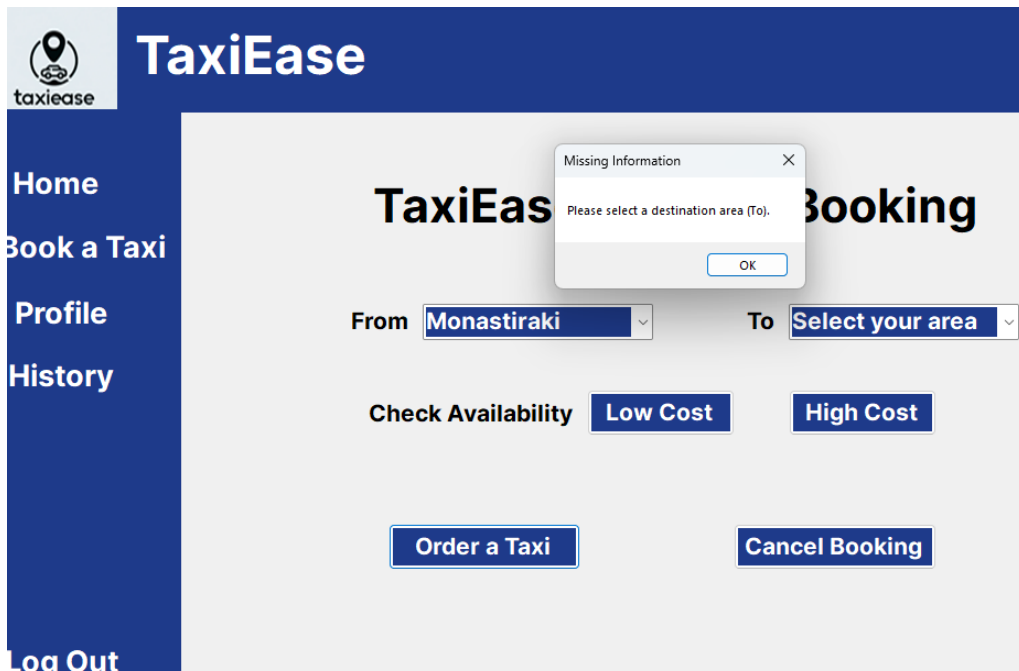 taxiease
TaxiEase
Home
Book a Taxi
Profile
History
Log Out
Missing Information
Please select a destination area (To).
OK
TaxiEas Booking
From Monastiraki To Select your area
Check Availability Low Cost High Cost
Order a Taxi Cancel Booking